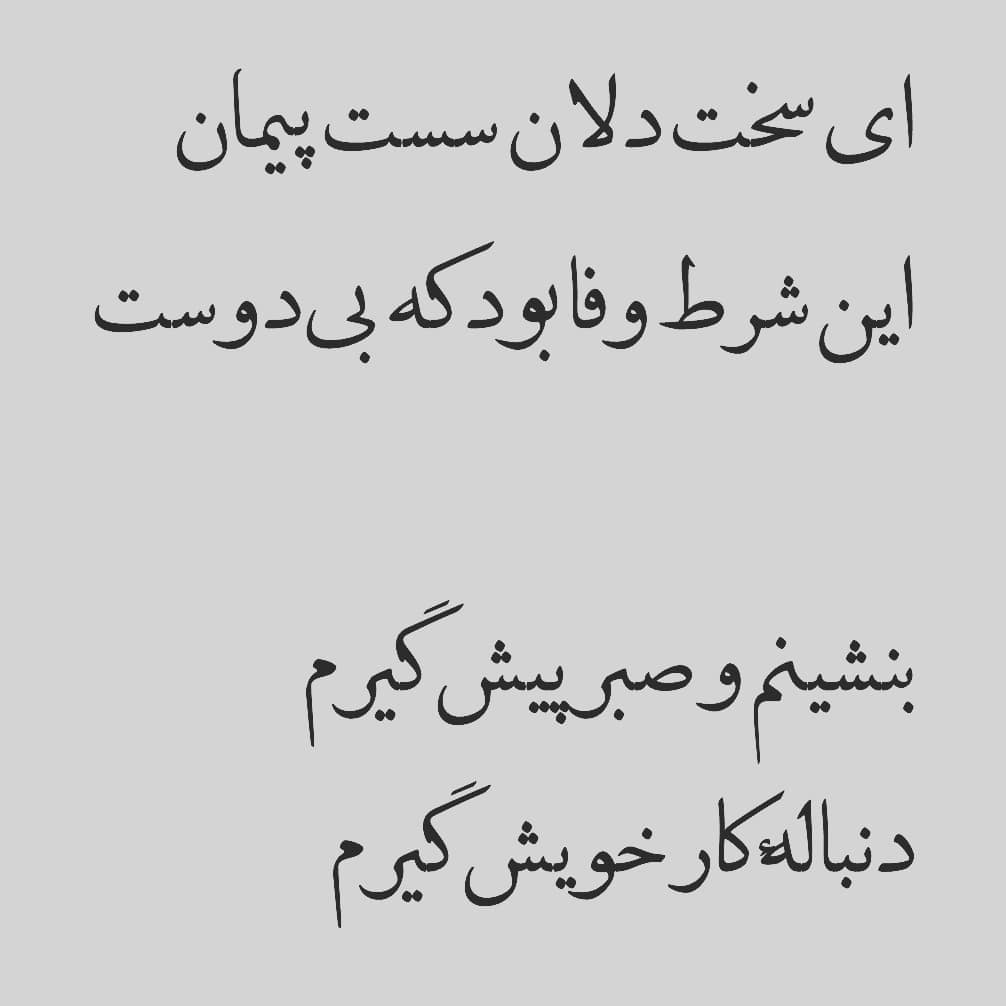 ای سخت دلان سست پیمان
این شرط وفا بود که بی‌دوست
بنشینم و صبر پیش گیرم
دنبالهٔ کار خویش گیرم